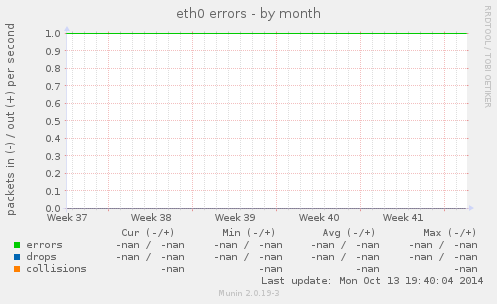 eth0 errors - by month
RRDTOOL / TOBI OETIKER
packets in (-) / out (+) per second
1.0
0.9
0.8
0.7
0.6
0.5
0.4
0.3
0.2
0.1
0.0
Week 37 Week 38 Week 39 Week 40 Week 41
Cur (-/+) Min (-/+) Avg (-/+) Max (-/+)
errors -nan / -nan -nan / -nan -nan / -nan -nan / -nan
drops -nan / -nan -nan / -nan -nan / -nan -nan / -nan
collisions -nan -nan -nan -nan
Last update: Mon Oct 13 19:40:04 2014
Munin 2.0.19-3